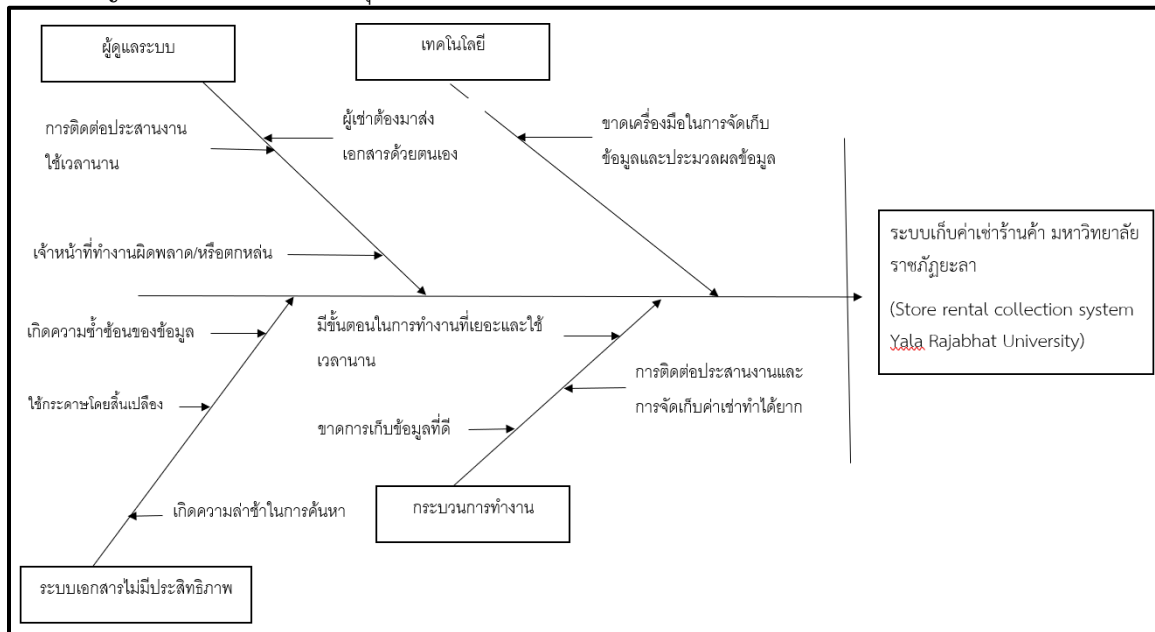 ผู้ดูแลระบบ
เทคโนโลยี
การติดต่อประสานงาน
ใช้เวลานาน
ผู้เช่าต้องมาส่ง
เอกสารด้วยตนเอง
ขาดเครื่องมือในการจัดเก็บ
ข้อมูลและประมวลผลข้อมูล
เจ้าหน้าที่ทำงานผิดพลาด/หรือตกหล่น
ระบบเก็บค่าเช่าร้านค้า มหาวิทยาลัย
ราชภัฏยะลา
(Store rental collection system
Yala Rajabhat University)
เกิดความซ้ำซ้อนของข้อมูล
มีขั้นตอนในการทำงานที่เยอะและใช้
เวลานาน
การติดต่อประสานงานและ
การจัดเก็บค่าเช่าทำได้ยาก
ใช้กระดาษโดยสิ้นเปลือง
ขาดการเก็บข้อมูลที่ดี
กระบวนการทำงาน
เกิดความล่าช้าในการค้นหา
ระบบเอกสารไม่มีประสิทธิภาพ